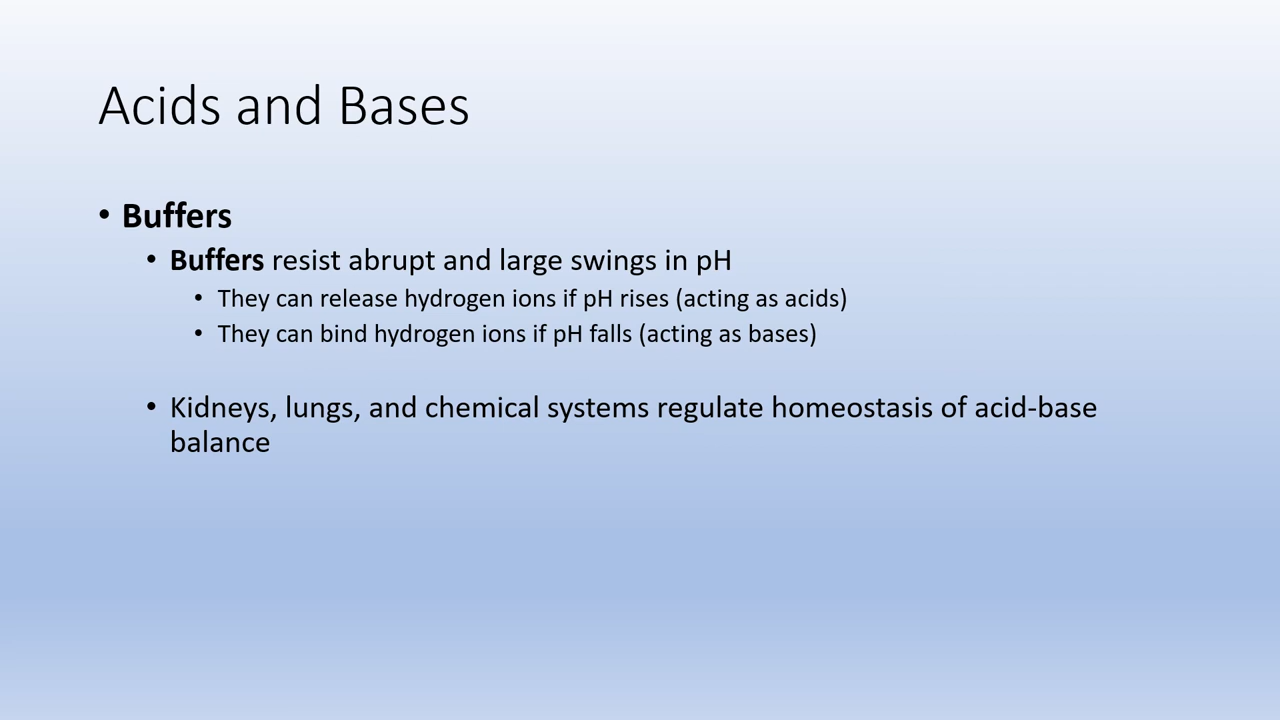 Acids and Bases
• Buffers
• Buffers resist abrupt and large swings in pH
• They can release hydrogen ions if pH rises (acting as acids)
• They can bind hydrogen ions if pH falls (acting as bases)
• Kidneys, lungs, and chemical systems regulate homeostasis of acid-base
balance